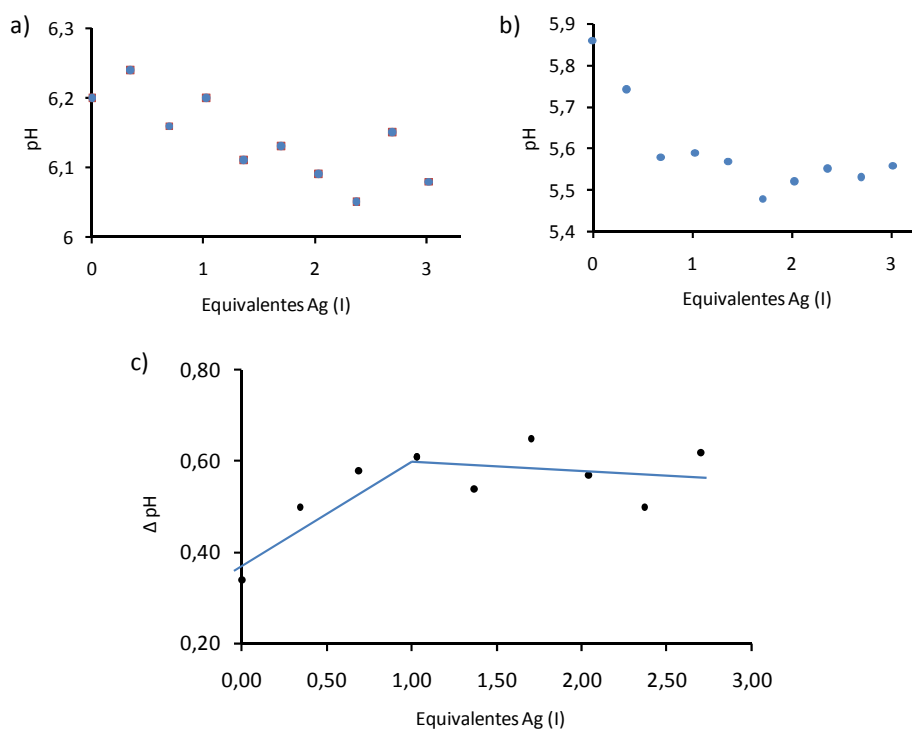 a)
6,3
6,2
6,1
6
pH
0 1 2 3
Equivalentes Ag (I)
b)
5,9
5,8
5,7
5,6
5,5
5,4
pH
0 1 2 3
Equivalentes Ag (I)
c)
0,80
0,60
0,40
0,20
Δ pH
0,00 0,50 1,00 1,50 2,00 2,50 3,00
Equivalentes Ag (I)